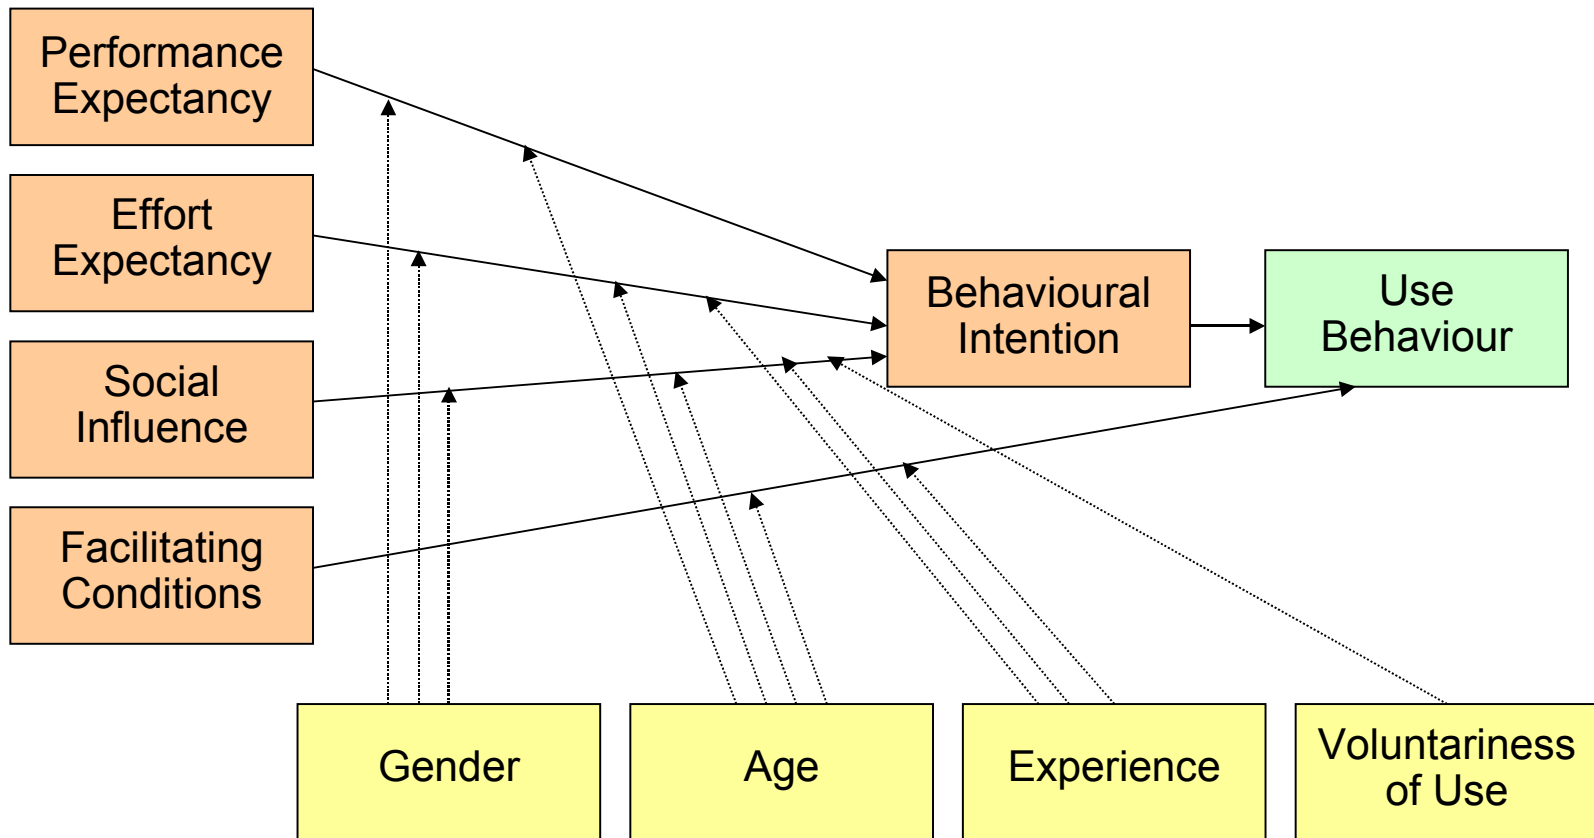 Performance
Expectancy
Effort
Expectancy
Social
Influence
Facilitating
Conditions
Behavioural
Intention
Use
Behaviour
Gender
Age
Experience
Voluntariness
of Use